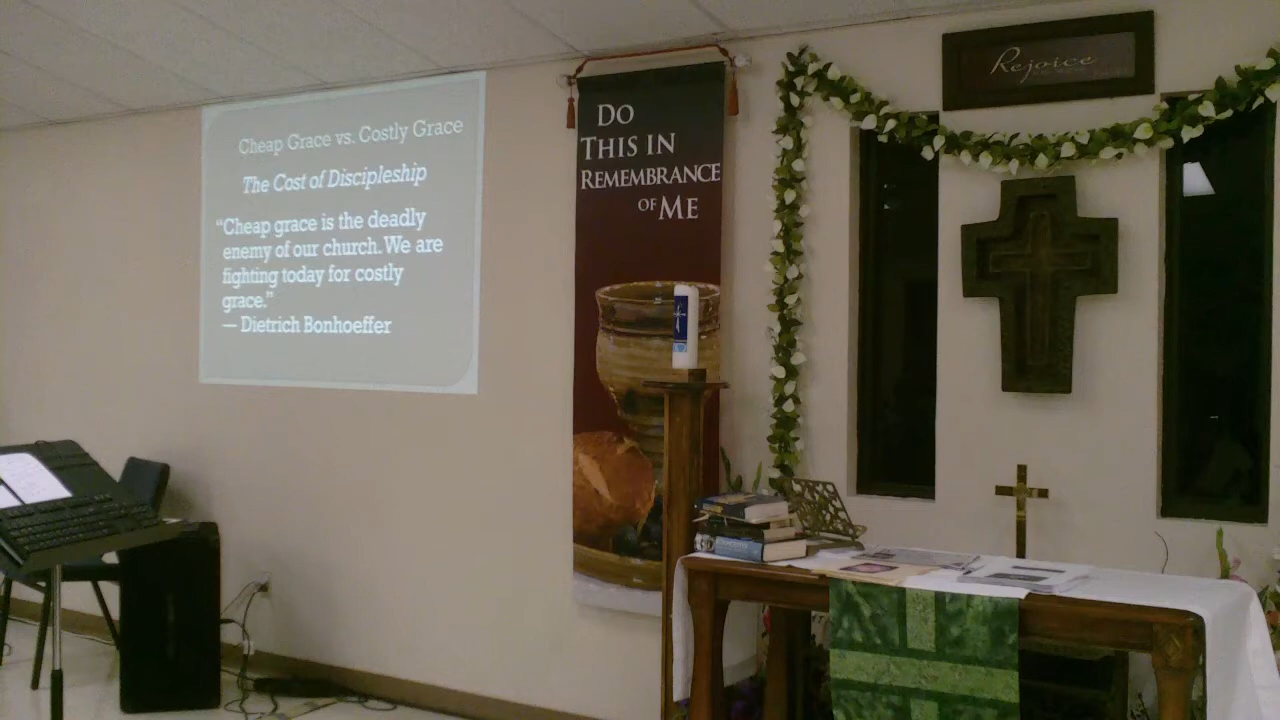 Cheap Grace vs. Costly Grace
The Cost of Discipleship
“Cheap grace is the deadly
enemy of our church. We are
fighting today for costly
grace.”
— Dietrich Bonhoeffer
DO
THIS IN
REMEMBRANCE
OF ME
Rejoice